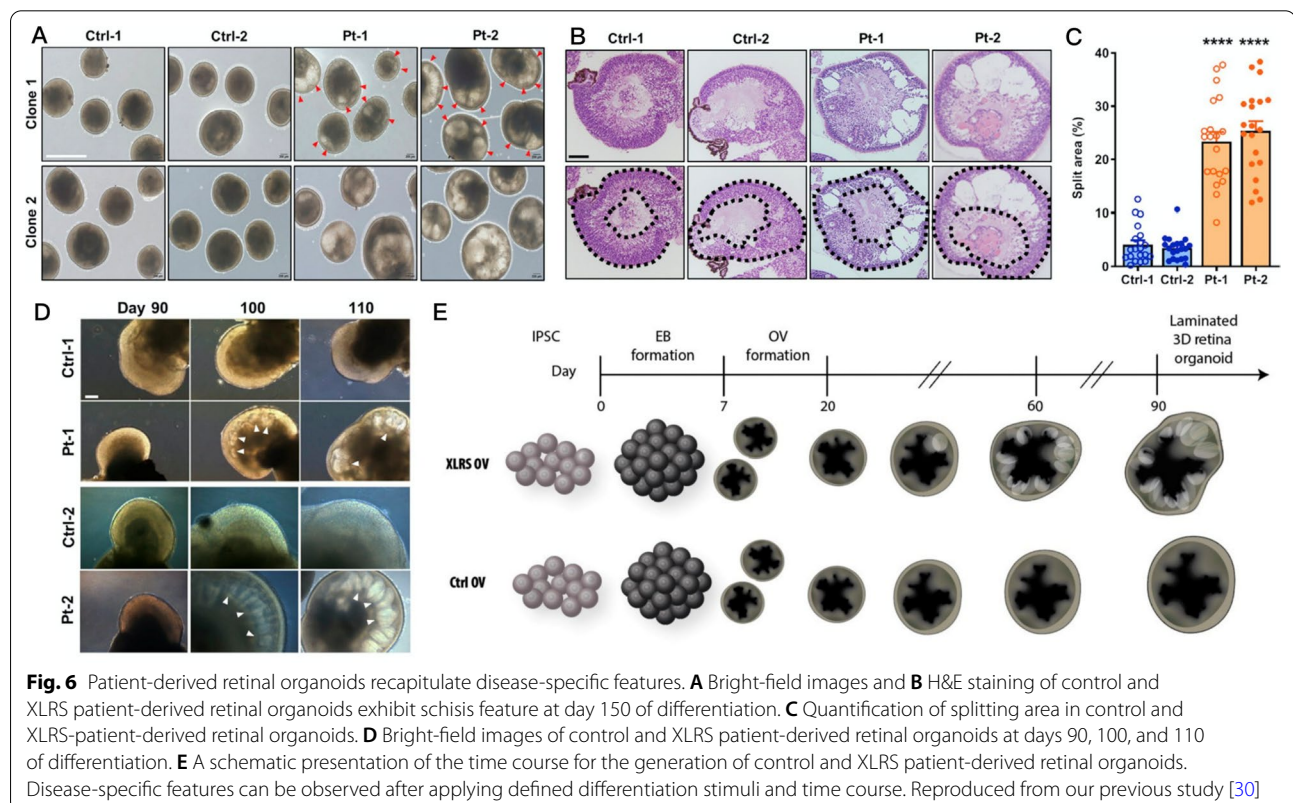 A
Ctrl-1 Ctrl-2 Pt-1 Pt-2
Clone 1
Clone 2
B
Ctrl-1 Ctrl-2 Pt-1 Pt-2
C
Split area (%)
40
30
20
10
0
**** ****
Ctrl-1 Ctrl-2 Pt-1 Pt-2
D
Day 90 100 110
Ctrl-1
Pt-1
Ctrl-2
Pt-2
E
IPSC
EB
formation
OV
formation
Laminated
3D retina
organoid
Day
0 7 20 60 90
XLRS OV
Ctrl OV
Fig. 6 Patient-derived retinal organoids recapitulate disease-specific features. A Bright-field images and B H&E staining of control and
XLRS patient-derived retinal organoids exhibit schisis feature at day 150 of differentiation. C Quantification of splitting area in control and
XLRS-patient-derived retinal organoids. D Bright-field images of control and XLRS patient-derived retinal organoids at days 90, 100, and 110
of differentiation. E A schematic presentation of the time course for the generation of control and XLRS patient-derived retinal organoids.
Disease-specific features can be observed after applying defined differentiation stimuli and time course. Reproduced from our previous study [30]